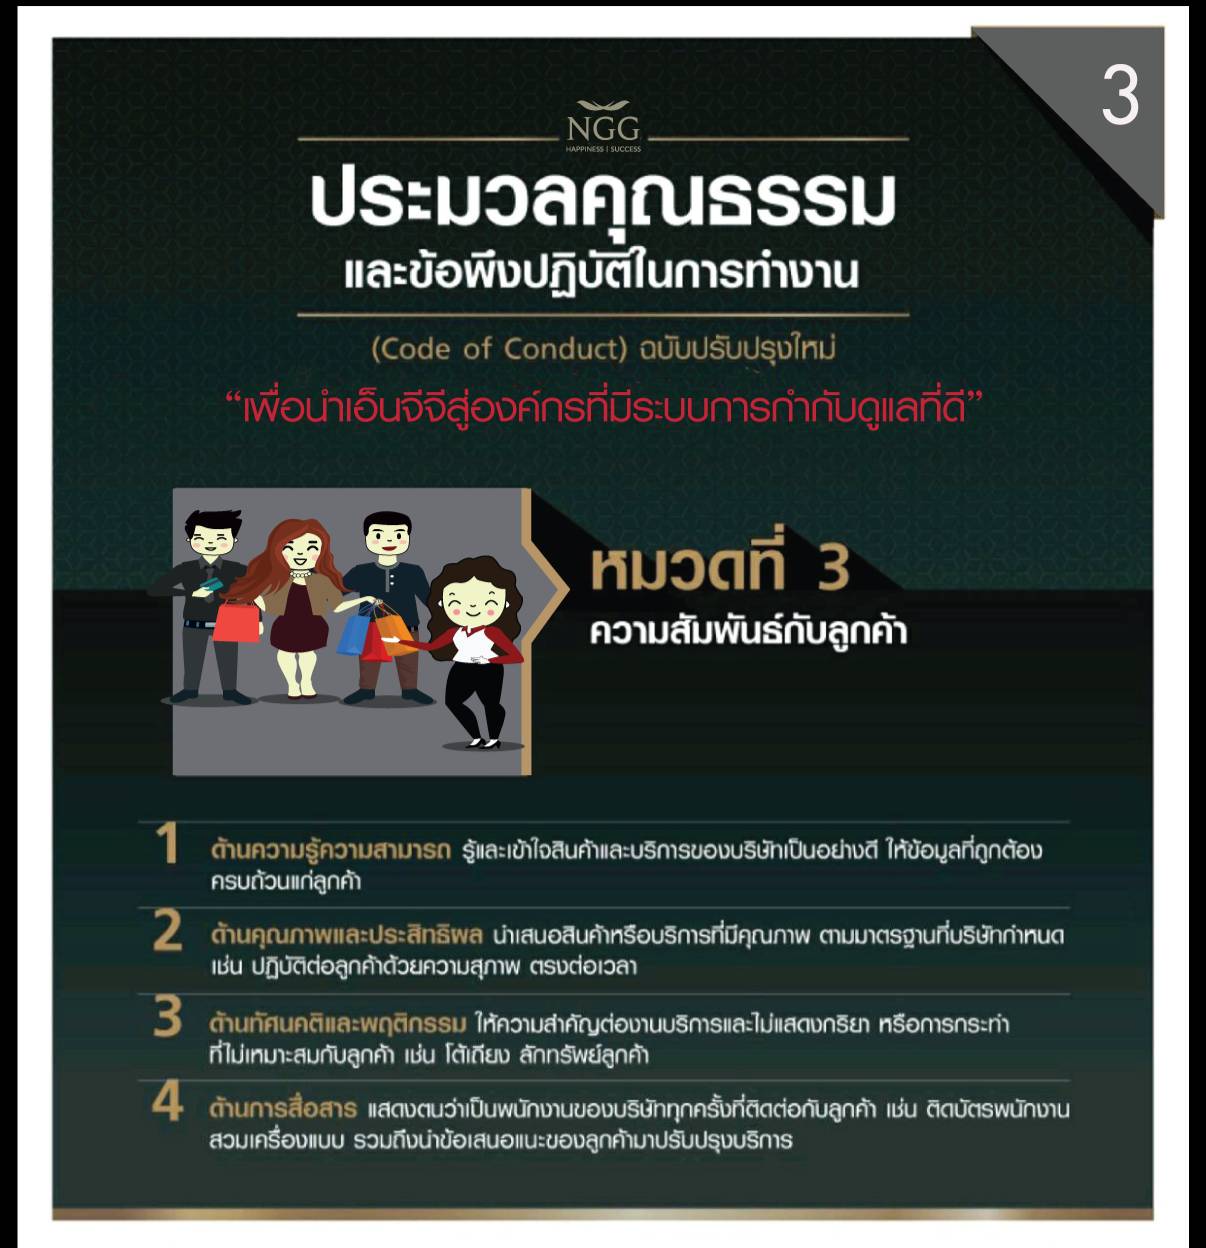 3
NGG
HAPPINESS | SUCCESS
ประมวลคุณธรรม
และข้อพึงปฏิบัติในการทำงาน
(Code of Conduct) ฉบับปรับปรุงใหม่
“เพื่อนำเอ็นจีจีสู่องค์กรที่มีระบบการกำกับดูแลที่ดี”
หมวดที่ 3
ความสัมพันธ์กับลูกค้า
1 ด้านความรู้ความสามารถ รู้และเข้าใจสินค้าและบริการของบริษัทเป็นอย่างดี ให้ข้อมูลที่ถูกต้อง
ครบถ้วนแก่ลูกค้า
2 ด้านคุณภาพและประสิทธิผล นำเสนอสินค้าหรือบริการที่มีคุณภาพ ตามมาตรฐานที่บริษัทกำหนด
เช่น ปฏิบัติต่อลูกค้าด้วยความสุภาพ ตรงต่อเวลา
3 ด้านทัศนคติและพฤติกรรม ให้ความสำคัญต่องานบริการและไม่แสดงกริยา หรือการกระทำ
ที่ไม่เหมาะสมกับลูกค้า เช่น โต้เถียง ลักทรัพย์ลูกค้า
4 ด้านการสื่อสาร แสดงตนว่าเป็นพนักงานของบริษัททุกครั้งที่ติดต่อกับลูกค้า เช่น ติดบัตรพนักงาน
สวมเครื่องแบบ รวมถึงนำข้อเสนอแนะของลูกค้ามาปรับปรุงบริการ